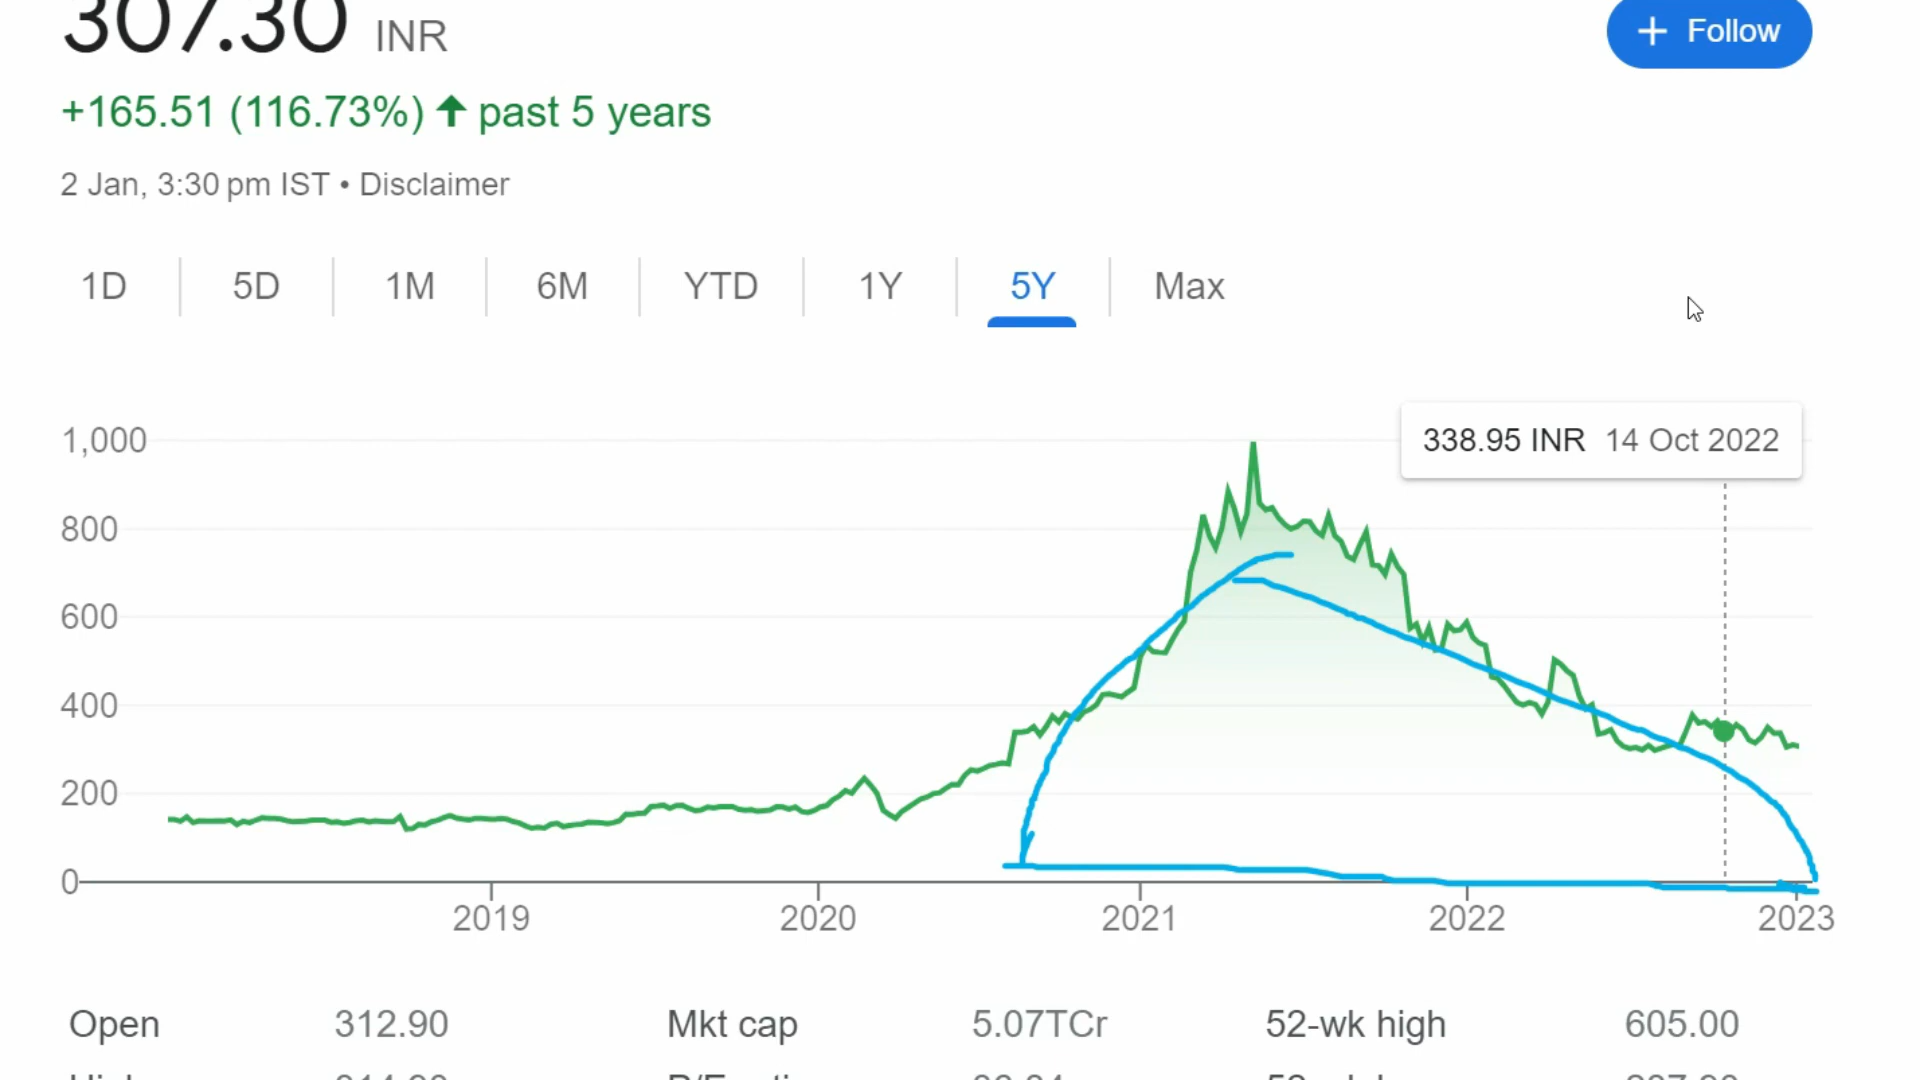 307.30 INR
+ Follow
+165.51 (116.73%) ↑ past 5 years
2 Jan, 3:30 pm IST • Disclaimer
1D 5D 1M 6M YTD 1Y 5Y Max
338.95 INR 14 Oct 2022
1,000
800
600
400
200
0
2019 2020 2021 2022 2023
Open 312.90 Mkt cap 5.07TCr 52-wk high 605.00